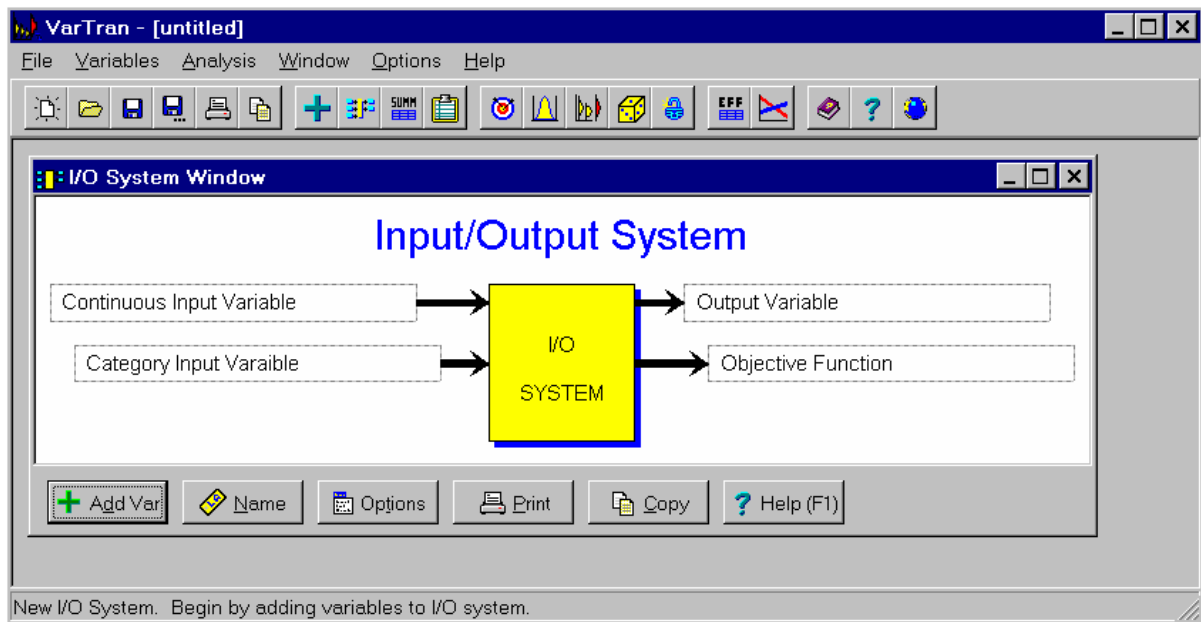 VarTran - [untitled]
File Variables Analysis Window Options Help
SUMM EFF
I/O System Window
Input/Output System
Continuous Input Variable
Output Variable
I/O
Category Input Varaible
Objective Function
SYSTEM
Add Var Name Options Print Copy ? Help (F1)
New I/O System. Begin by adding variables to I/O system.